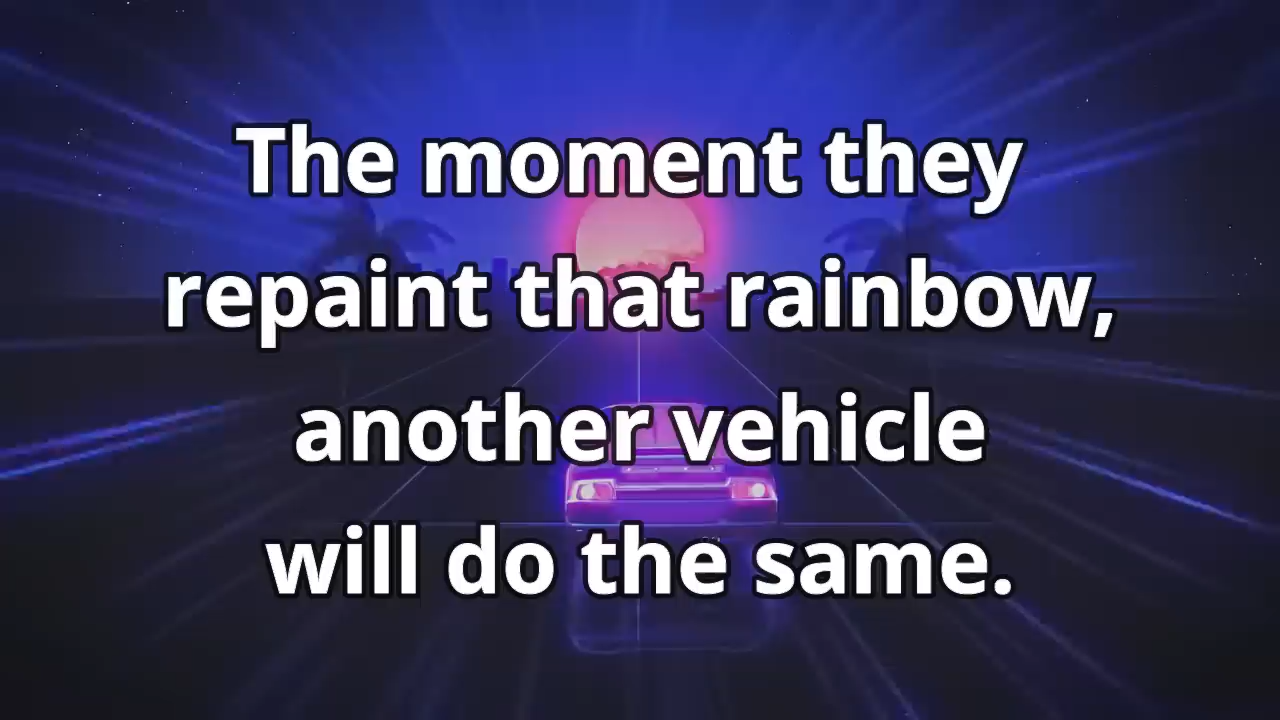 The moment they
repaint that rainbow,
another vehicle
will do the same.